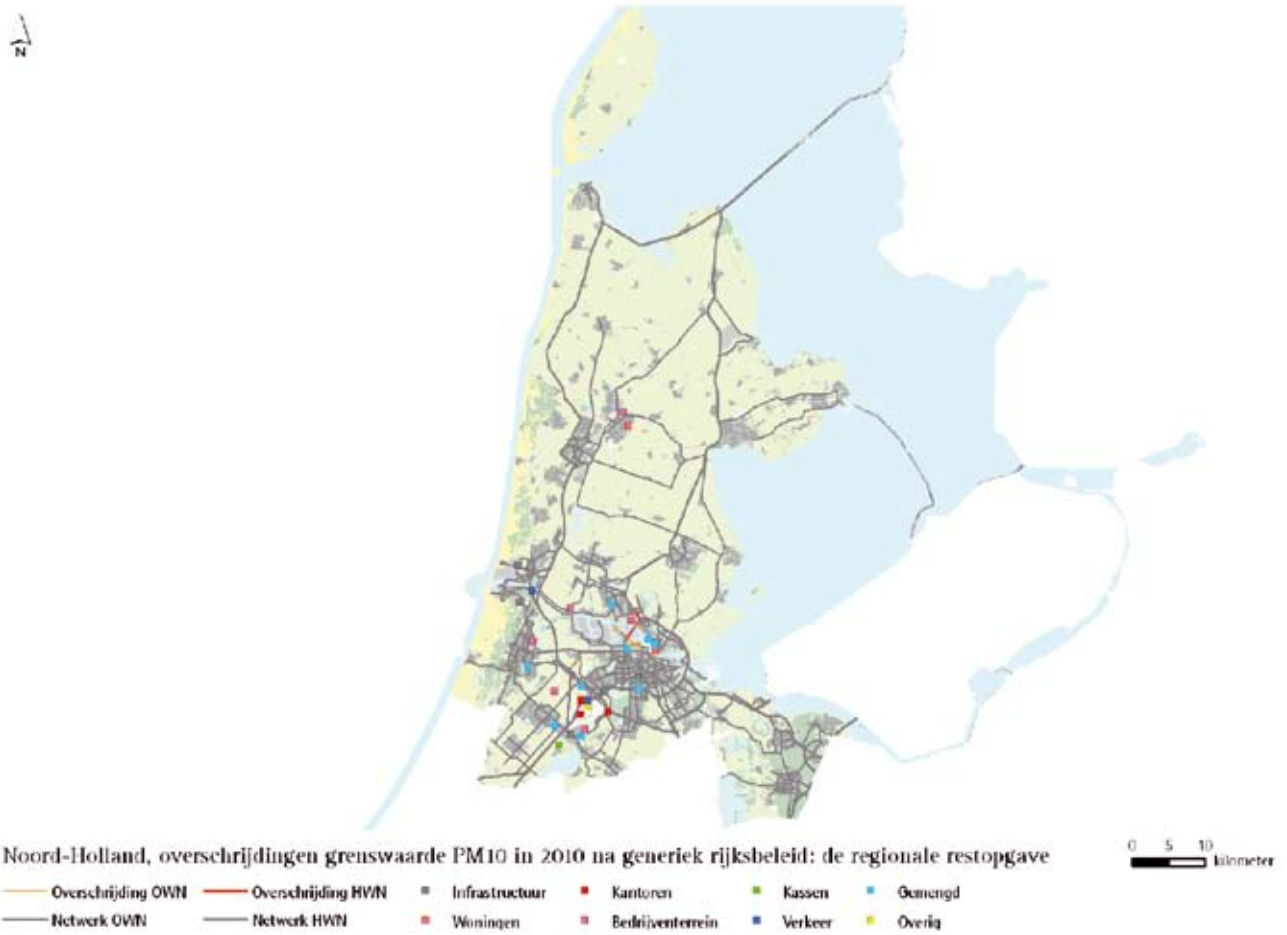 N
Noord-Holland, overschrijdingen grenswaarde PM10 in 2010 na generiek rijksbeleid: de regionale restopgave
0 5 10
kilometer
Overschrijding OWN Overschrijding HWN Infrastructuur Kantoren Kassen Gemengd
Netwerk OWN Netwerk HWN Woningen Bedrijventerrein Verkeer Overig